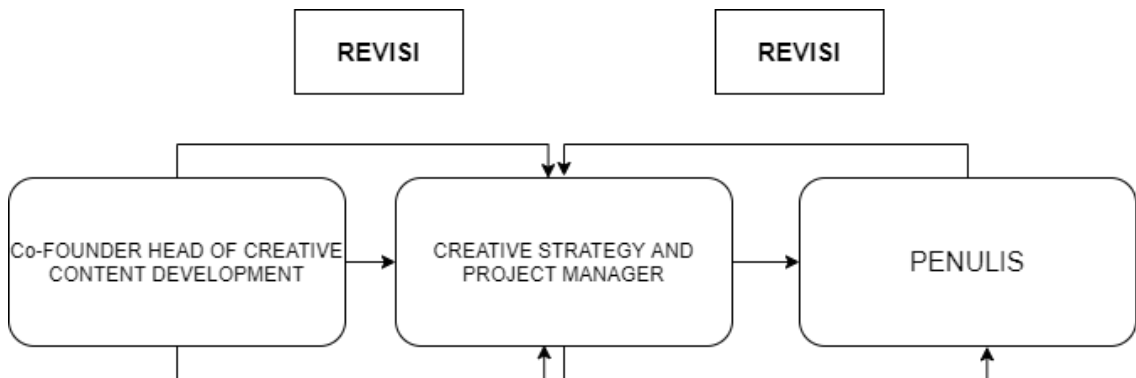 REVISI
REVISI
Co-FOUNDER HEAD OF CREATIVE
CONTENT DEVELOPMENT
CREATIVE STRATEGY AND
PROJECT MANAGER
PENULIS